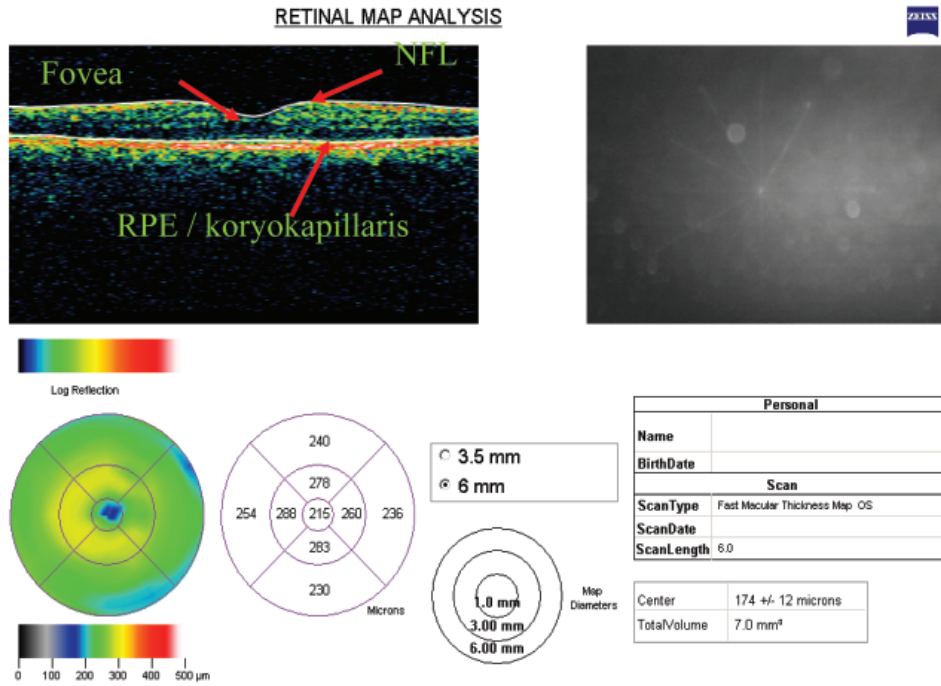 RETINAL MAP ANALYSIS
ZEISS
Fovea
NFL
RPE / koryokapillaris
Log Reflection
240
278
254 288 215 260 236
283
230
Microns
3.5 mm
6 mm
1.0 mm
3.00 mm
6.00 mm
Map
Diameters
Personal
Name
BirthDate
Scan
ScanType Fast Macular Thickness Map OS
ScanDate
ScanLength 6.0
Center 174 +/- 12 microns
TotalVolume 7.0 mm³
0 100 200 300 400 500 µm